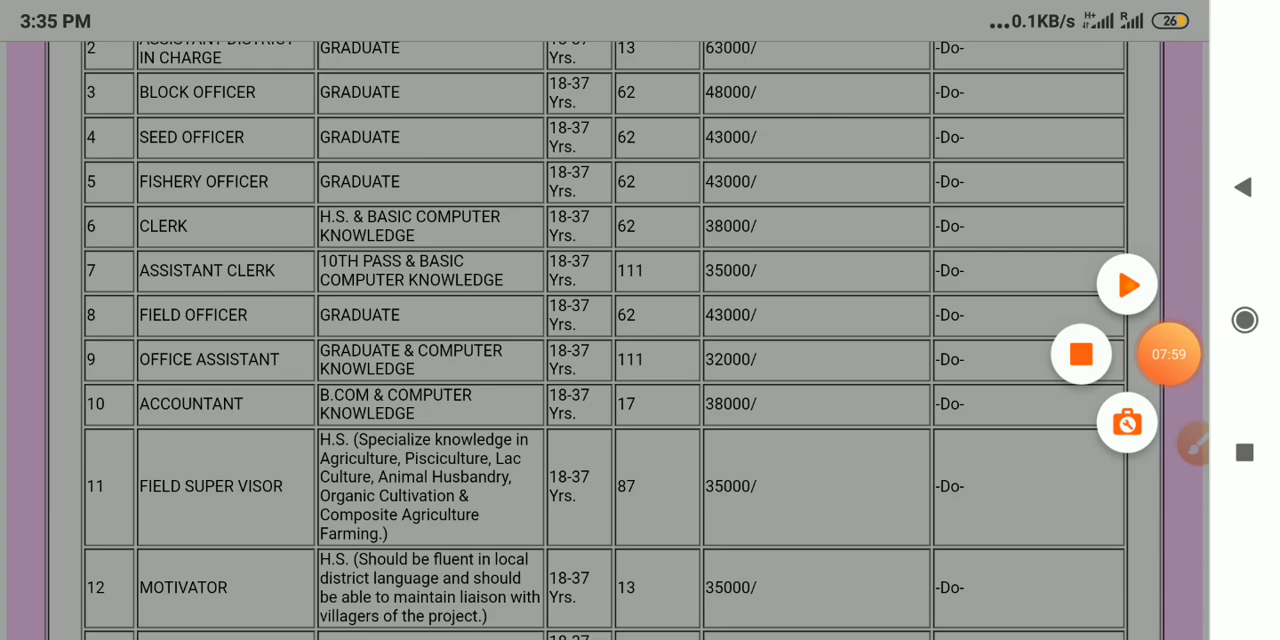 3:35 PM
...0.1KB/s H+ R 26
2 ASSISTANT DISTRICT IN CHARGE GRADUATE 18-37 Yrs. 13 63000/ -Do-
3 BLOCK OFFICER GRADUATE 18-37 Yrs. 62 48000/ -Do-
4 SEED OFFICER GRADUATE 18-37 Yrs. 62 43000/ -Do-
5 FISHERY OFFICER GRADUATE 18-37 Yrs. 62 43000/ -Do-
6 CLERK H.S. & BASIC COMPUTER KNOWLEDGE 18-37 Yrs. 62 38000/ -Do-
7 ASSISTANT CLERK 10TH PASS & BASIC COMPUTER KNOWLEDGE 18-37 Yrs. 111 35000/ -Do-
8 FIELD OFFICER GRADUATE 18-37 Yrs. 62 43000/ -Do-
9 OFFICE ASSISTANT GRADUATE & COMPUTER KNOWLEDGE 18-37 Yrs. 111 32000/ -Do-
07:59
10 ACCOUNTANT B.COM & COMPUTER KNOWLEDGE 18-37 Yrs. 17 38000/ -Do-
11 FIELD SUPER VISOR H.S. (Specialize knowledge in Agriculture, Pisciculture, Lac Culture, Animal Husbandry, Organic Cultivation & Composite Agriculture Farming.) 18-37 Yrs. 87 35000/ -Do-
12 MOTIVATOR H.S. (Should be fluent in local district language and should be able to maintain liaison with villagers of the project.) 18-37 Yrs. 13 35000/ -Do-
18-37